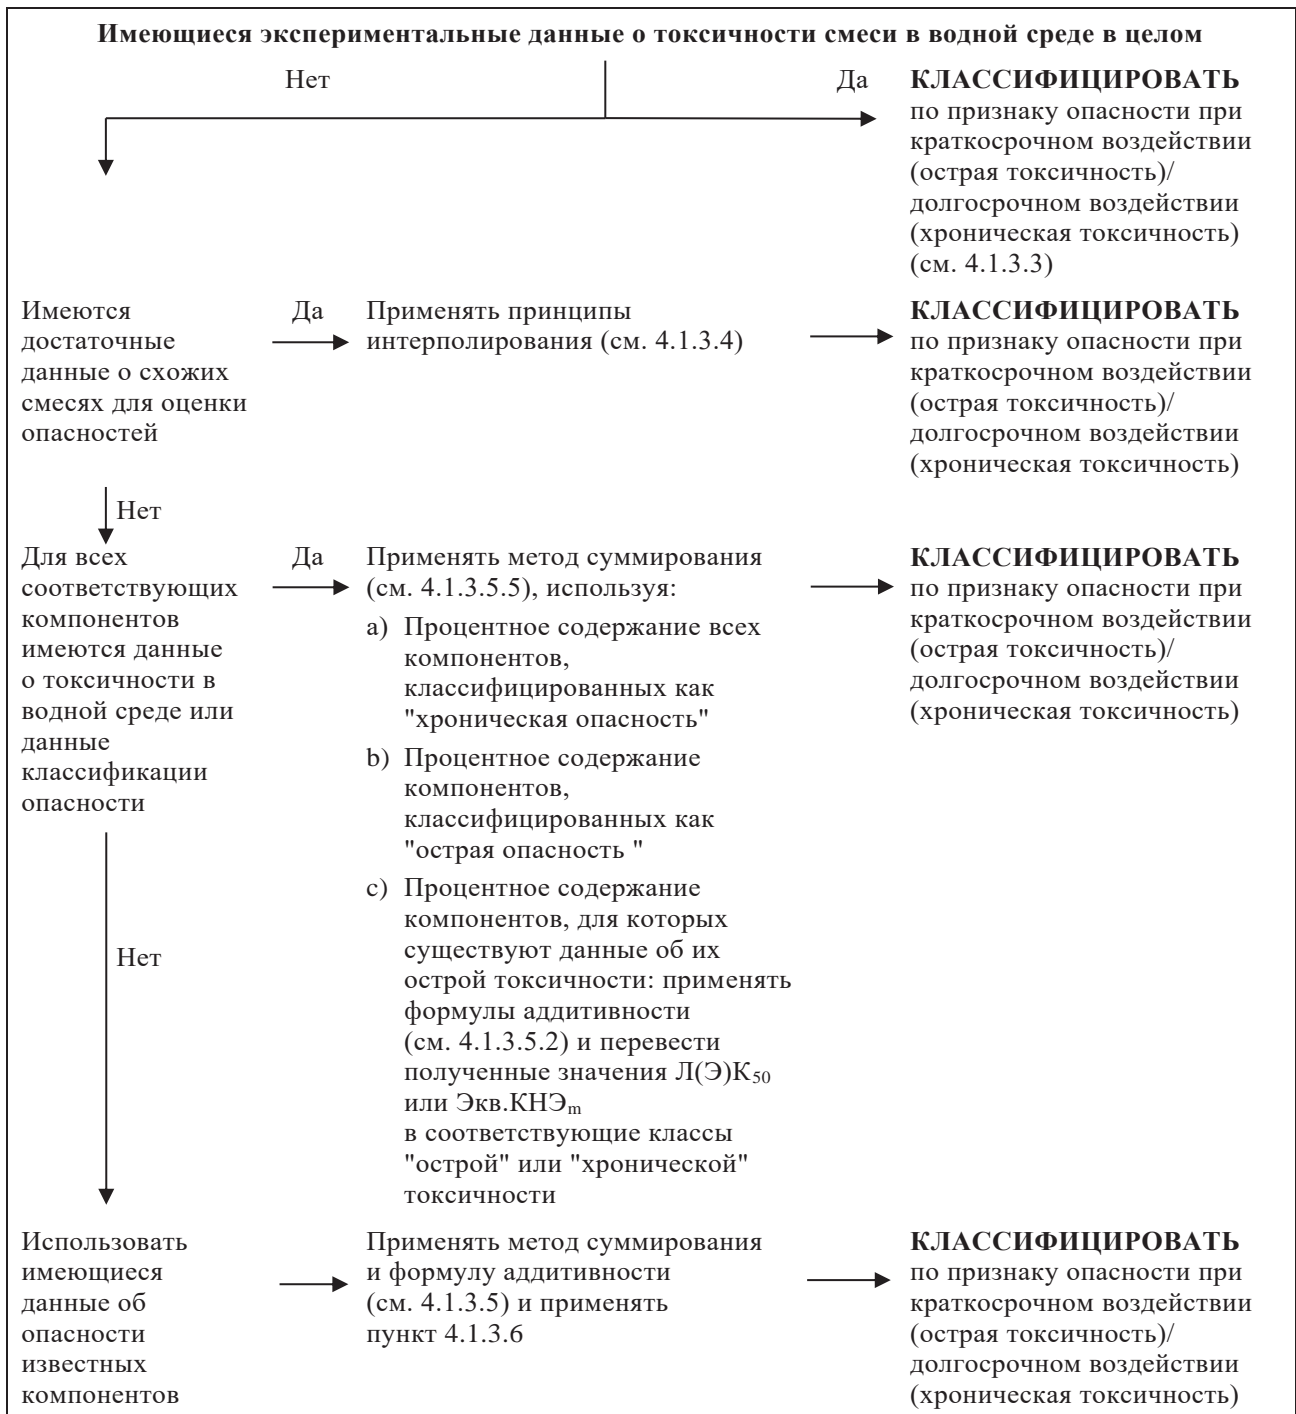 Имеющиеся экспериментальные данные о токсичности смеси в водной среде в целом
Нет
Да
КЛАССИФИЦИРОВАТЬ
по признаку опасности при
краткосрочном воздействии
(острая токсичность)/
долгосрочном воздействии
(хроническая токсичность)
(см. 4.1.3.3)
Имеются
достаточные
данные о схожих
смесях для оценки
опасностей
Да
Применять принципы
интерполирования (см. 4.1.3.4)
КЛАССИФИЦИРОВАТЬ
по признаку опасности при
краткосрочном воздействии
(острая токсичность)/
долгосрочном воздействии
(хроническая токсичность)
Нет
Для всех
соответствующих
компонентов
имеются данные
о токсичности в
водной среде или
данные
классификации
опасности
Да
Применять метод суммирования
(см. 4.1.3.5.5), используя:
a) Процентное содержание всех
компонентов,
классифицированных как
"хроническая опасность"
b) Процентное содержание
компонентов,
классифицированных как
"острая опасность "
c) Процентное содержание
компонентов, для которых
существуют данные об их
острой токсичности: применять
формулы аддитивности
(см. 4.1.3.5.2) и перевести
полученные значения Л(Э)К50
или Экв.КНЭm
в соответствующие классы
"острой" или "хронической"
токсичности
КЛАССИФИЦИРОВАТЬ
по признаку опасности при
краткосрочном воздействии
(острая токсичность)/
долгосрочном воздействии
(хроническая токсичность)
Нет
Использовать
имеющиеся
данные об
опасности
известных
компонентов
Применять метод суммирования
и формулу аддитивности
(см. 4.1.3.5) и применять
пункт 4.1.3.6
КЛАССИФИЦИРОВАТЬ
по признаку опасности при
краткосрочном воздействии
(острая токсичность)/
долгосрочном воздействии
(хроническая токсичность)